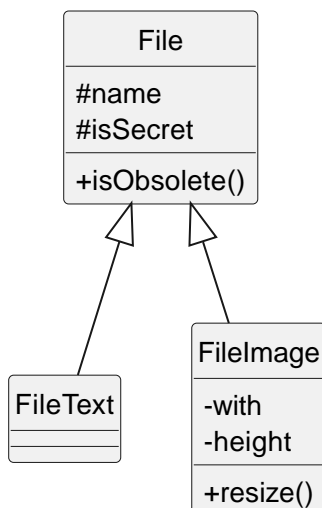 File
#name
#isSecret
+isObsolete()
FileText
FileImage
-with
-height
+resize()